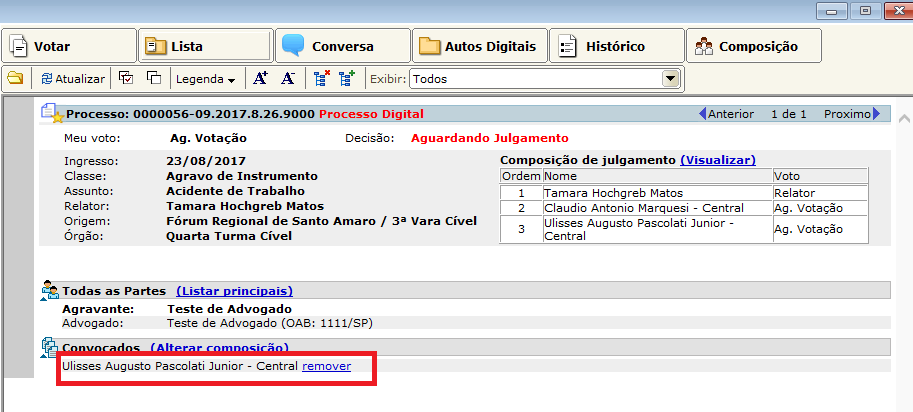 Votar Lista Conversa Autos Digitais Histórico Composição
Atualizar Legenda A+ A- Exibir: Todos
Processo: 0000056-09.2017.8.26.9000 Processo Digital Anterior 1 de 1 Proximo
Meu voto: Ag. Votação Decisão: Aguardando Julgamento
Ingresso: 23/08/2017
Classe: Agravo de Instrumento
Assunto: Acidente de Trabalho
Relator: Tamara Hochgreb Matos
Origem: Fórum Regional de Santo Amaro / 3ª Vara Cível
Órgão: Quarta Turma Cível
Composição de julgamento (Visualizar)
Ordem Nome Voto
1 Tamara Hochgreb Matos Relator
2 Claudio Antonio Marquesi - Central Ag. Votação
3 Ulisses Augusto Pascolati Junior - Ag. Votação
Central
Todas as Partes (Listar principais)
Agravante: Teste de Advogado
Advogado: Teste de Advogado (OAB: 1111/SP)
Convocados (Alterar composição)
Ulisses Augusto Pascolati Junior - Central remover